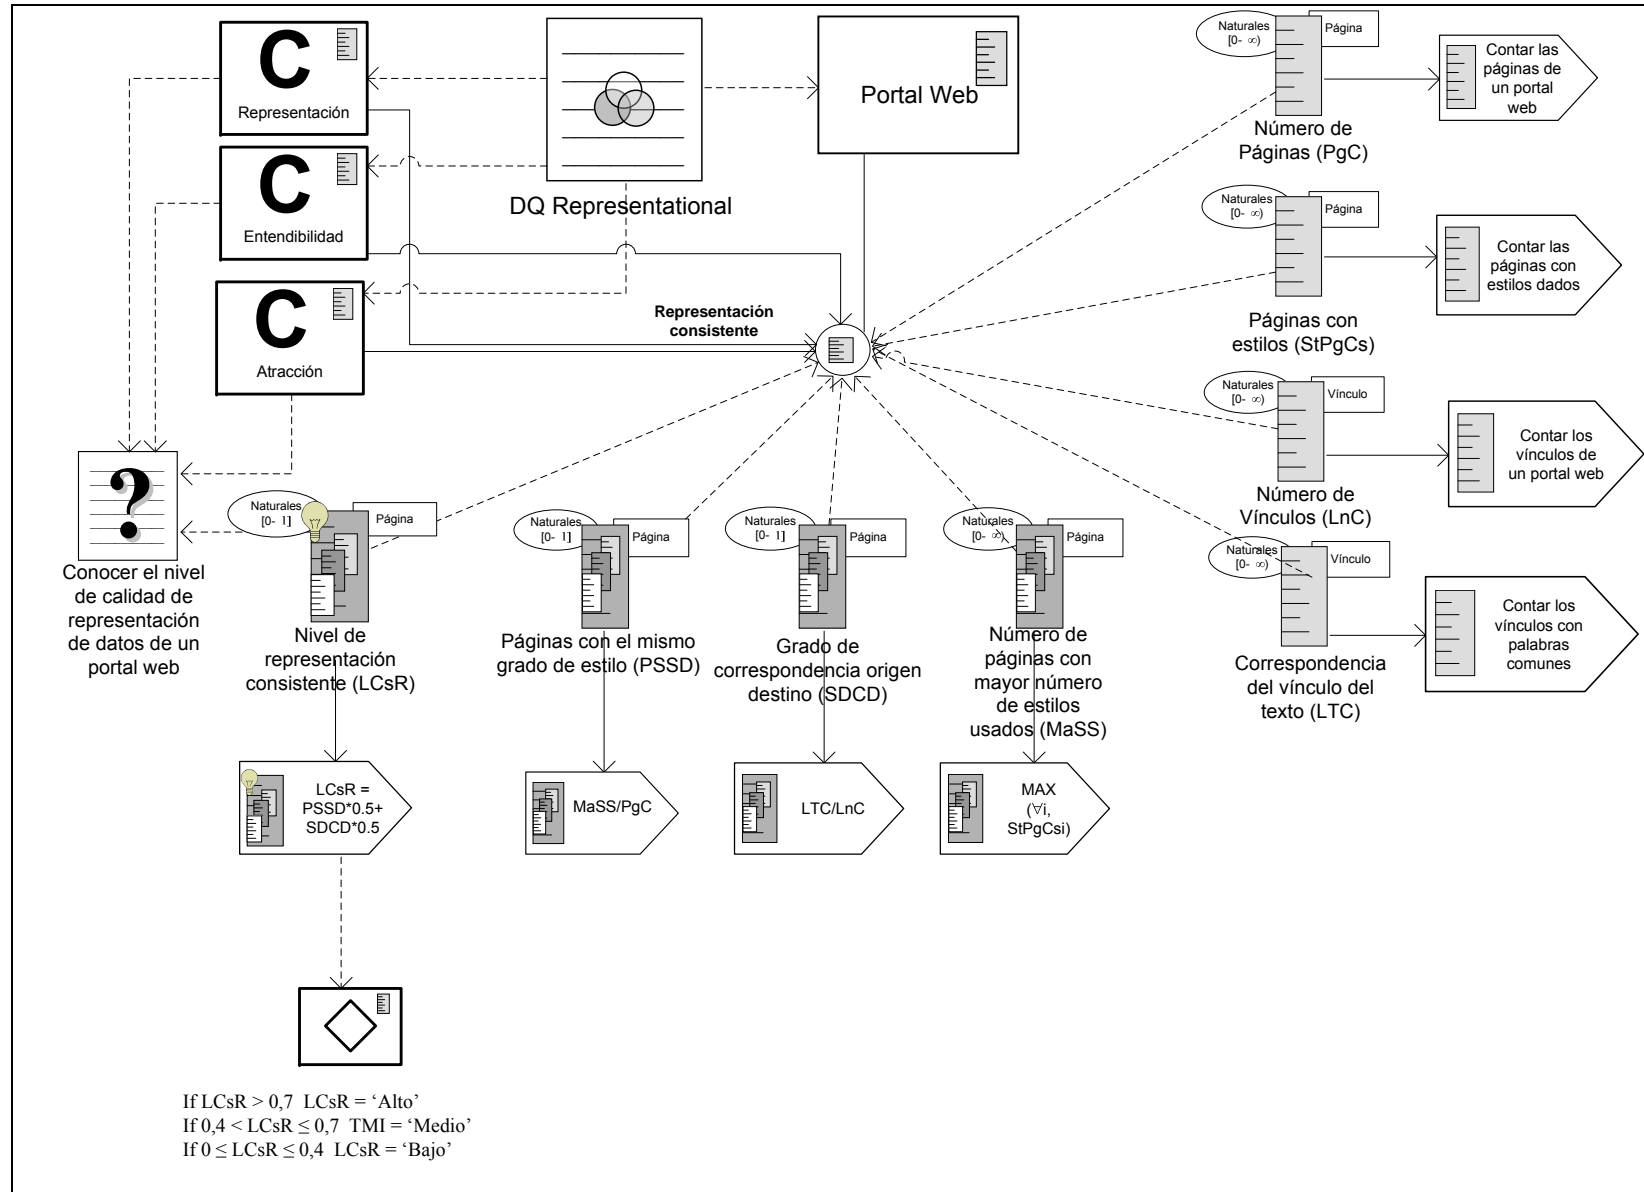 C
Representación
C
Entendibilidad
C
Atracción
DQ Representational
Portal Web
Representación
consistente
Naturales
[0- ∞)
Página
Número de
Páginas (PgC)
Contar las
páginas de
un portal
web
Naturales
[0- ∞)
Página
Páginas con
estilos (StPgCs)
Contar las
páginas con
estilos dados
Naturales
[0- ∞)
Vínculo
Número de
Vínculos (LnC)
Contar los
vínculos de
un portal web
Naturales
[0- ∞)
Vínculo
Correspondencia
del vínculo del
texto (LTC)
Contar los
vínculos con
palabras
comunes
?
Conocer el nivel
de calidad de
representación
de datos de un
portal web
Naturales
[0- 1]
Página
Nivel de
representación
consistente (LCsR)
Naturales
[0- 1]
Página
Páginas con el mismo
grado de estilo (PSSD)
Naturales
[0- 1]
Página
Grado de
correspondencia origen
destino (SDCD)
Naturales
[0- ∞)
Página
Número de
páginas con
mayor número
de estilos
usados (MaSS)
LCsR =
PSSD*0.5+
SDCD*0.5
MaSS/PgC
LTC/LnC
MAX
(∀i,
StPgCsi)
If LCsR > 0,7 LCsR = ‘Alto’
If 0,4 < LCsR ≤ 0,7 TMI = ‘Medio’
If 0 ≤ LCsR ≤ 0,4 LCsR = ‘Bajo’